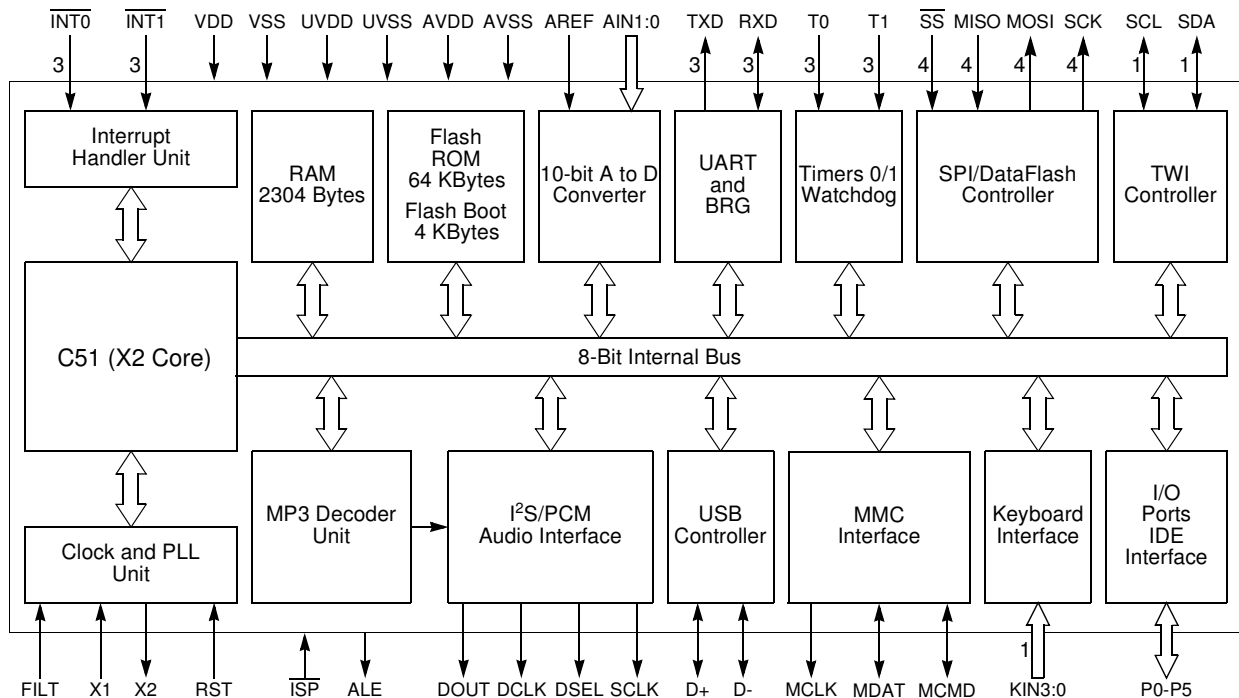 INT0 INT1 VDD VSS UVDD UVSS AVDD AVSS AREF AIN1:0 TXD RXD T0 T1 SS MISO MOSI SCK SCL SDA
3 3 3 3 3 3 4 4 4 4 1 1
Interrupt
Handler Unit
RAM
2304 Bytes
Flash
ROM
64 KBytes
Flash Boot
4 KBytes
10-bit A to D
Converter
UART
and
BRG
Timers 0/1
Watchdog
SPI/DataFlash
Controller
TWI
Controller
C51 (X2 Core)
8-Bit Internal Bus
Clock and PLL
Unit
MP3 Decoder
Unit
I²S/PCM
Audio Interface
USB
Controller
MMC
Interface
Keyboard
Interface
I/O
Ports
IDE
Interface
1
FILT X1 X2 RST ISP ALE DOUT DCLK DSEL SCLK D+ D- MCLK MDAT MCMD KIN3:0 P0-P5